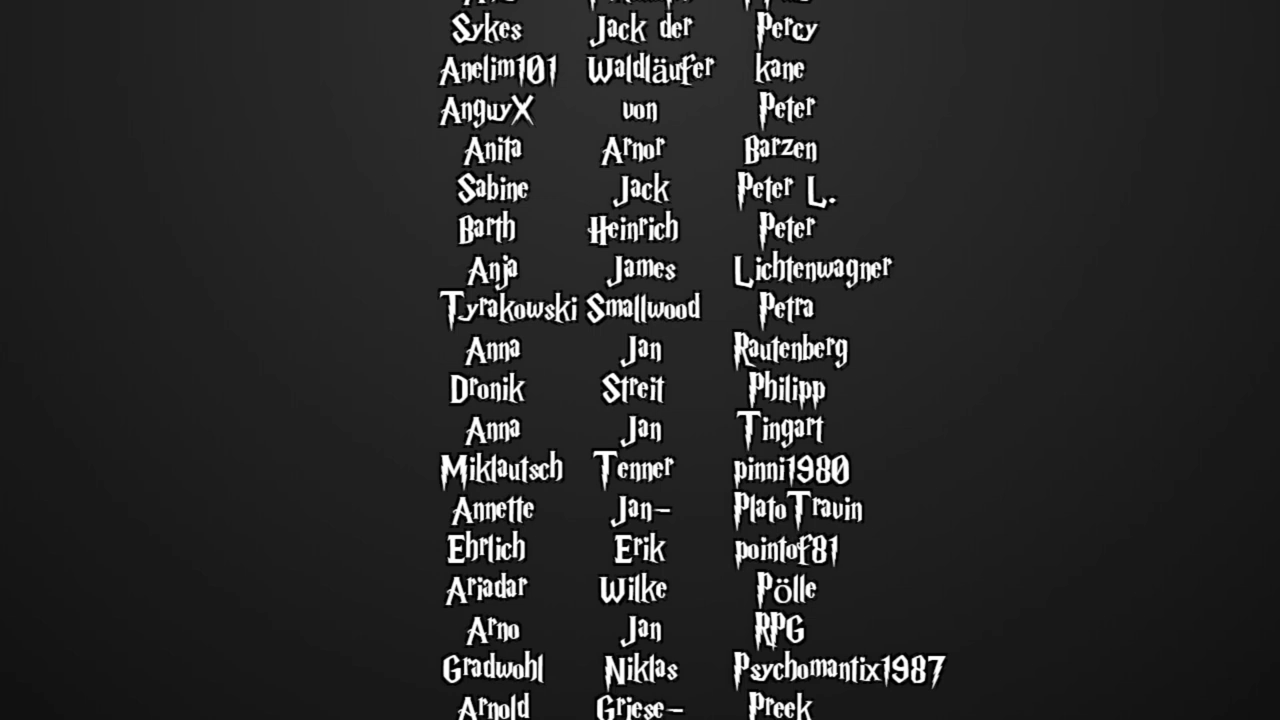 Sykes Jack der Percy
Anelim101 Waldläufer kane
AnguyX von Peter
Anita Arnor Barzen
Sabine Jack Peter L.
Barth Heinrich Peter
Anja James Lichtenwagner
Tyrakowski Smallwood Petra
Anna Jan Rautenberg
Dronik Streit Philipp
Anna Jan Tingart
Miklautsch Tenner pinni1980
Annette Jan- PlatoTravin
Ehrlich Erik pointof81
Ariadar Wilke Pölle
Arno Jan RPG
Gradwohl Niklas Psychomantix1987
Arnold Griese- Preek